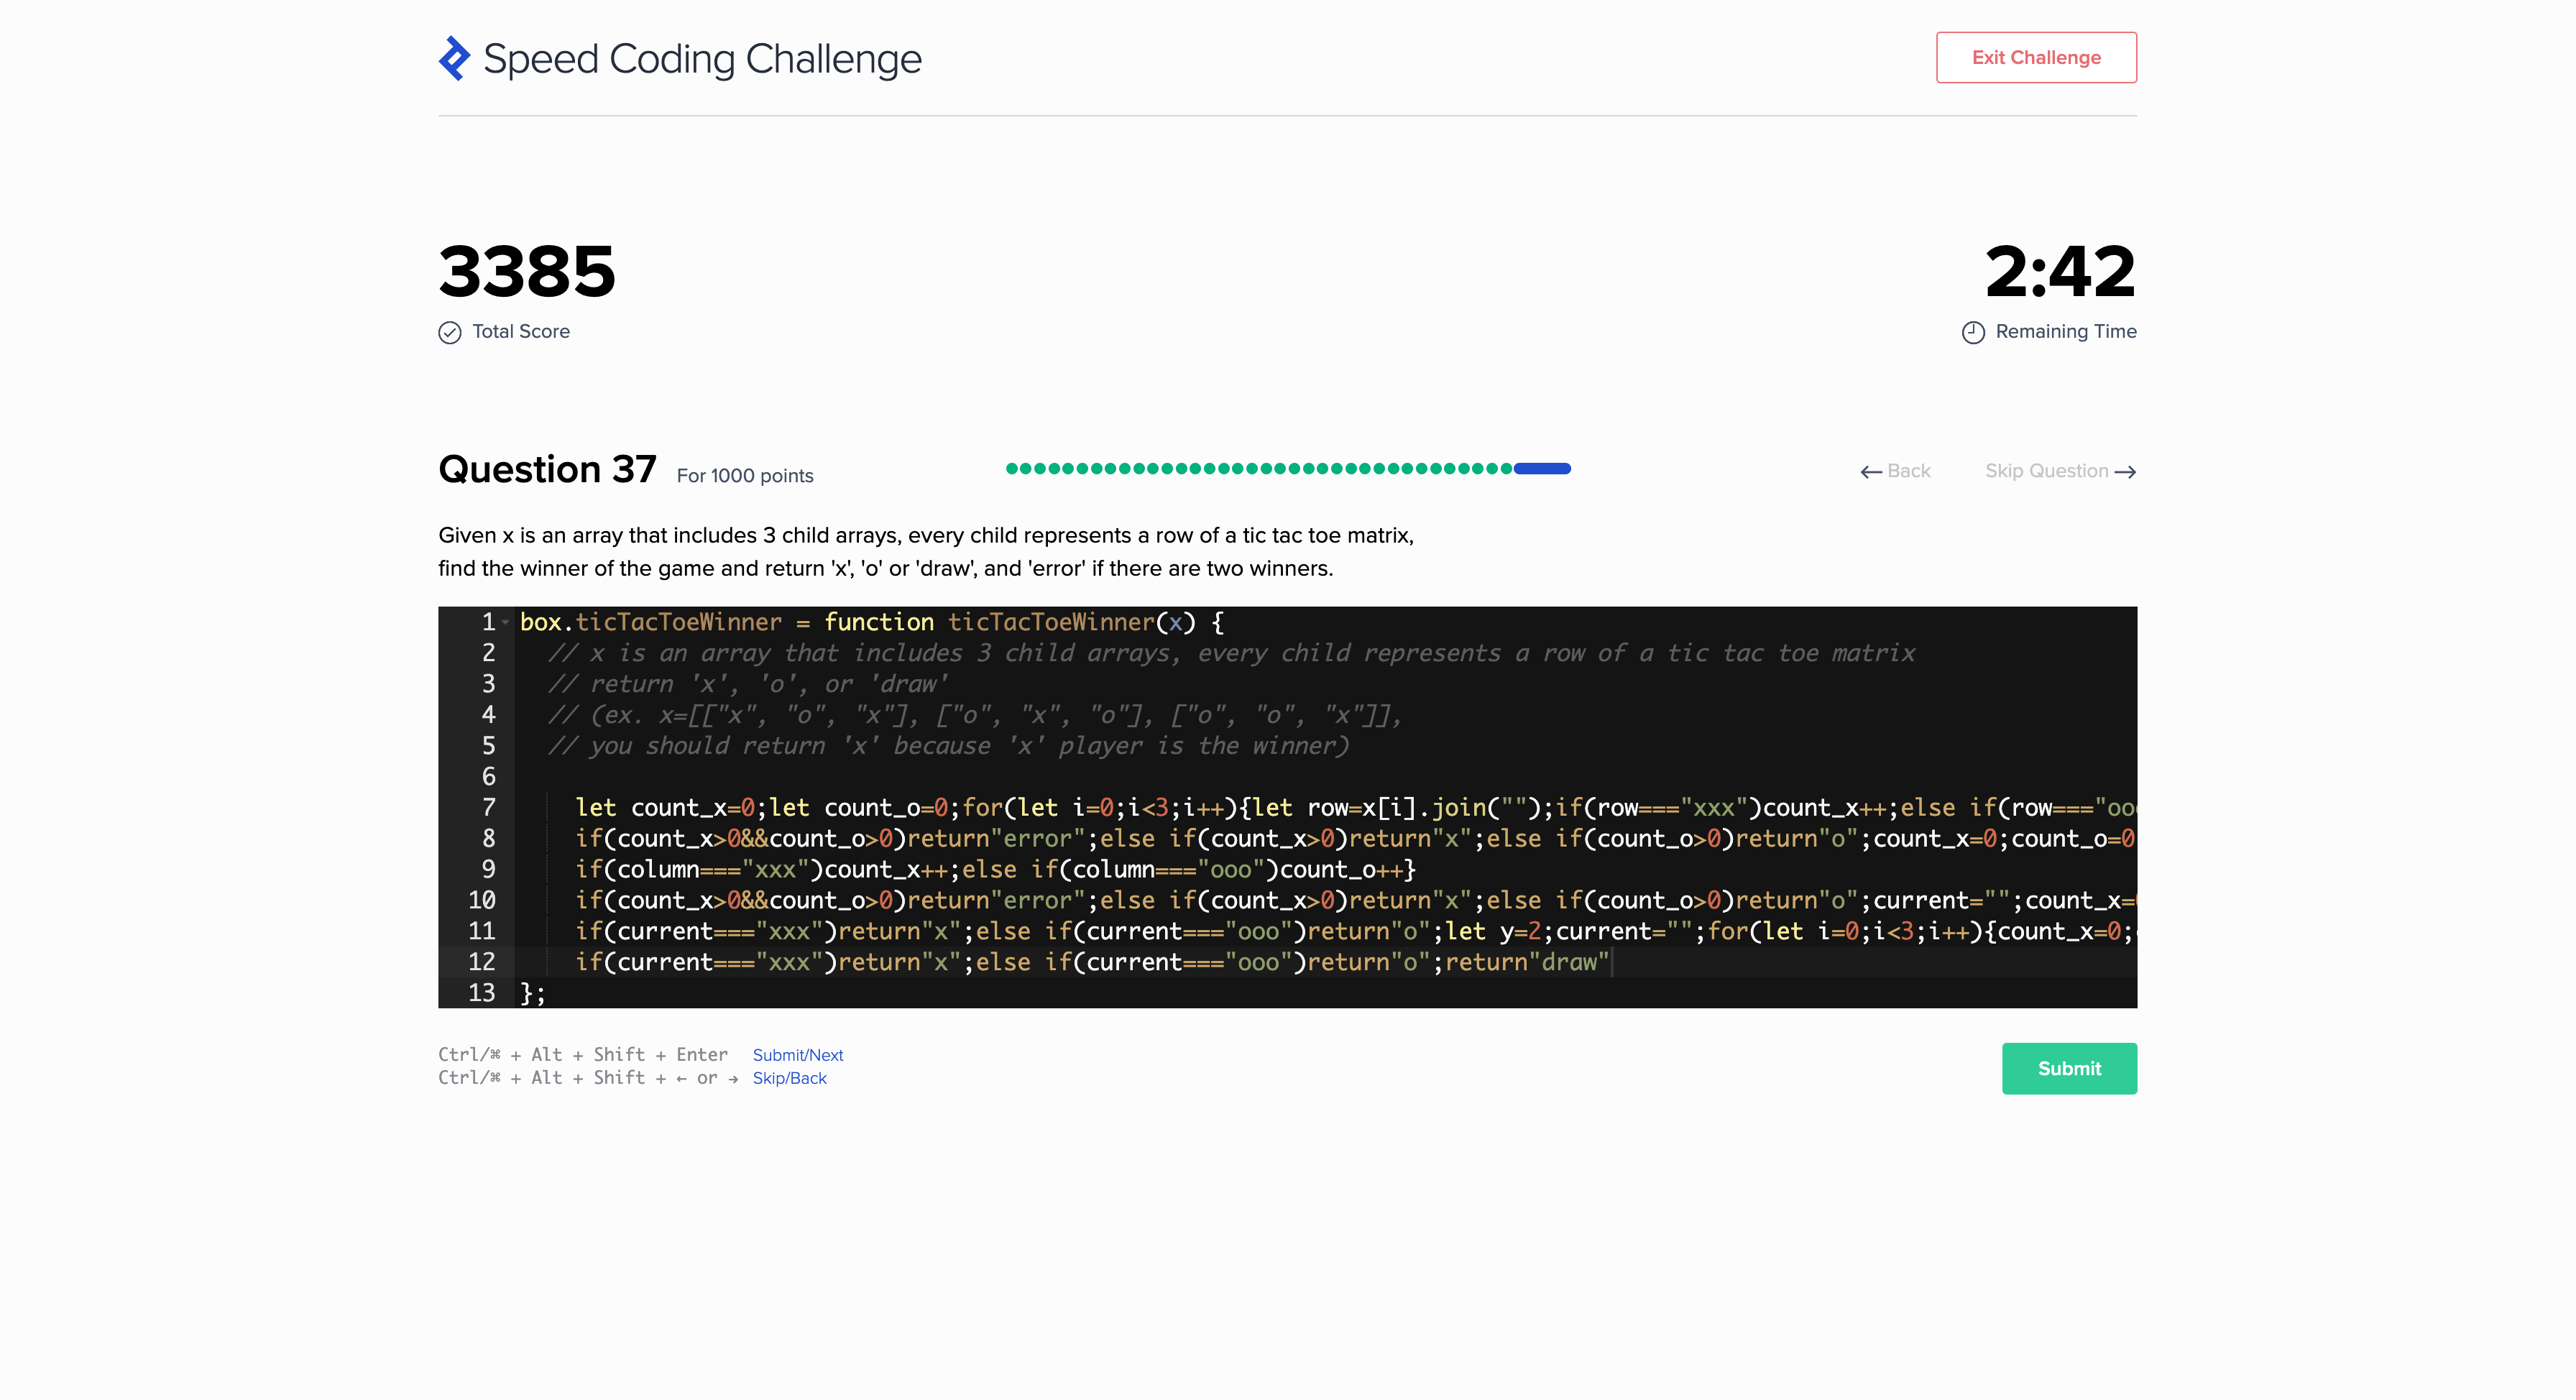 Speed Coding Challenge
Exit Challenge
3385
Total Score
2:42
Remaining Time
Question 37 For 1000 points
← Back
Skip Question →
Given x is an array that includes 3 child arrays, every child represents a row of a tic tac toe matrix,
find the winner of the game and return 'x', 'o' or 'draw', and 'error' if there are two winners.
1 box.ticTacToeWinner = function ticTacToeWinner(x) {
2 // x is an array that includes 3 child arrays, every child represents a row of a tic tac toe matrix
3 // return 'x', 'o', or 'draw'
4 // (ex. x=[["x", "o", "x"], ["o", "x", "o"], ["o", "o", "x"]],
5 // you should return 'x' because 'x' player is the winner)
6
7 let count_x=0;let count_o=0;for(let i=0;i<3;i++){let row=x[i].join("");if(row==="xxx")count_x++;else if(row==="oo
8 if(count_x>0&&count_o>0)return"error";else if(count_x>0)return"x";else if(count_o>0)return"o";count_x=0;count_o=0
9 if(column==="xxx")count_x++;else if(column==="ooo")count_o++}
10 if(count_x>0&&count_o>0)return"error";else if(count_x>0)return"x";else if(count_o>0)return"o";current="";count_x=
11 if(current==="xxx")return"x";else if(current==="ooo")return"o";let y=2;current="";for(let i=0;i<3;i++){count_x=0;
12 if(current==="xxx")return"x";else if(current==="ooo")return"o";return"draw"
13 };
Ctrl/⌘ + Alt + Shift + Enter Submit/Next
Ctrl/⌘ + Alt + Shift + ← or → Skip/Back
Submit